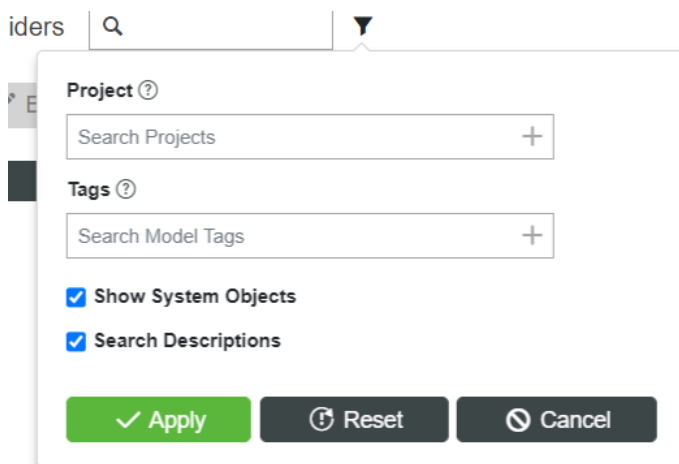 iders
E
Project
Search Projects
Tags
Search Model Tags
Show System Objects
Search Descriptions
Apply Reset Cancel